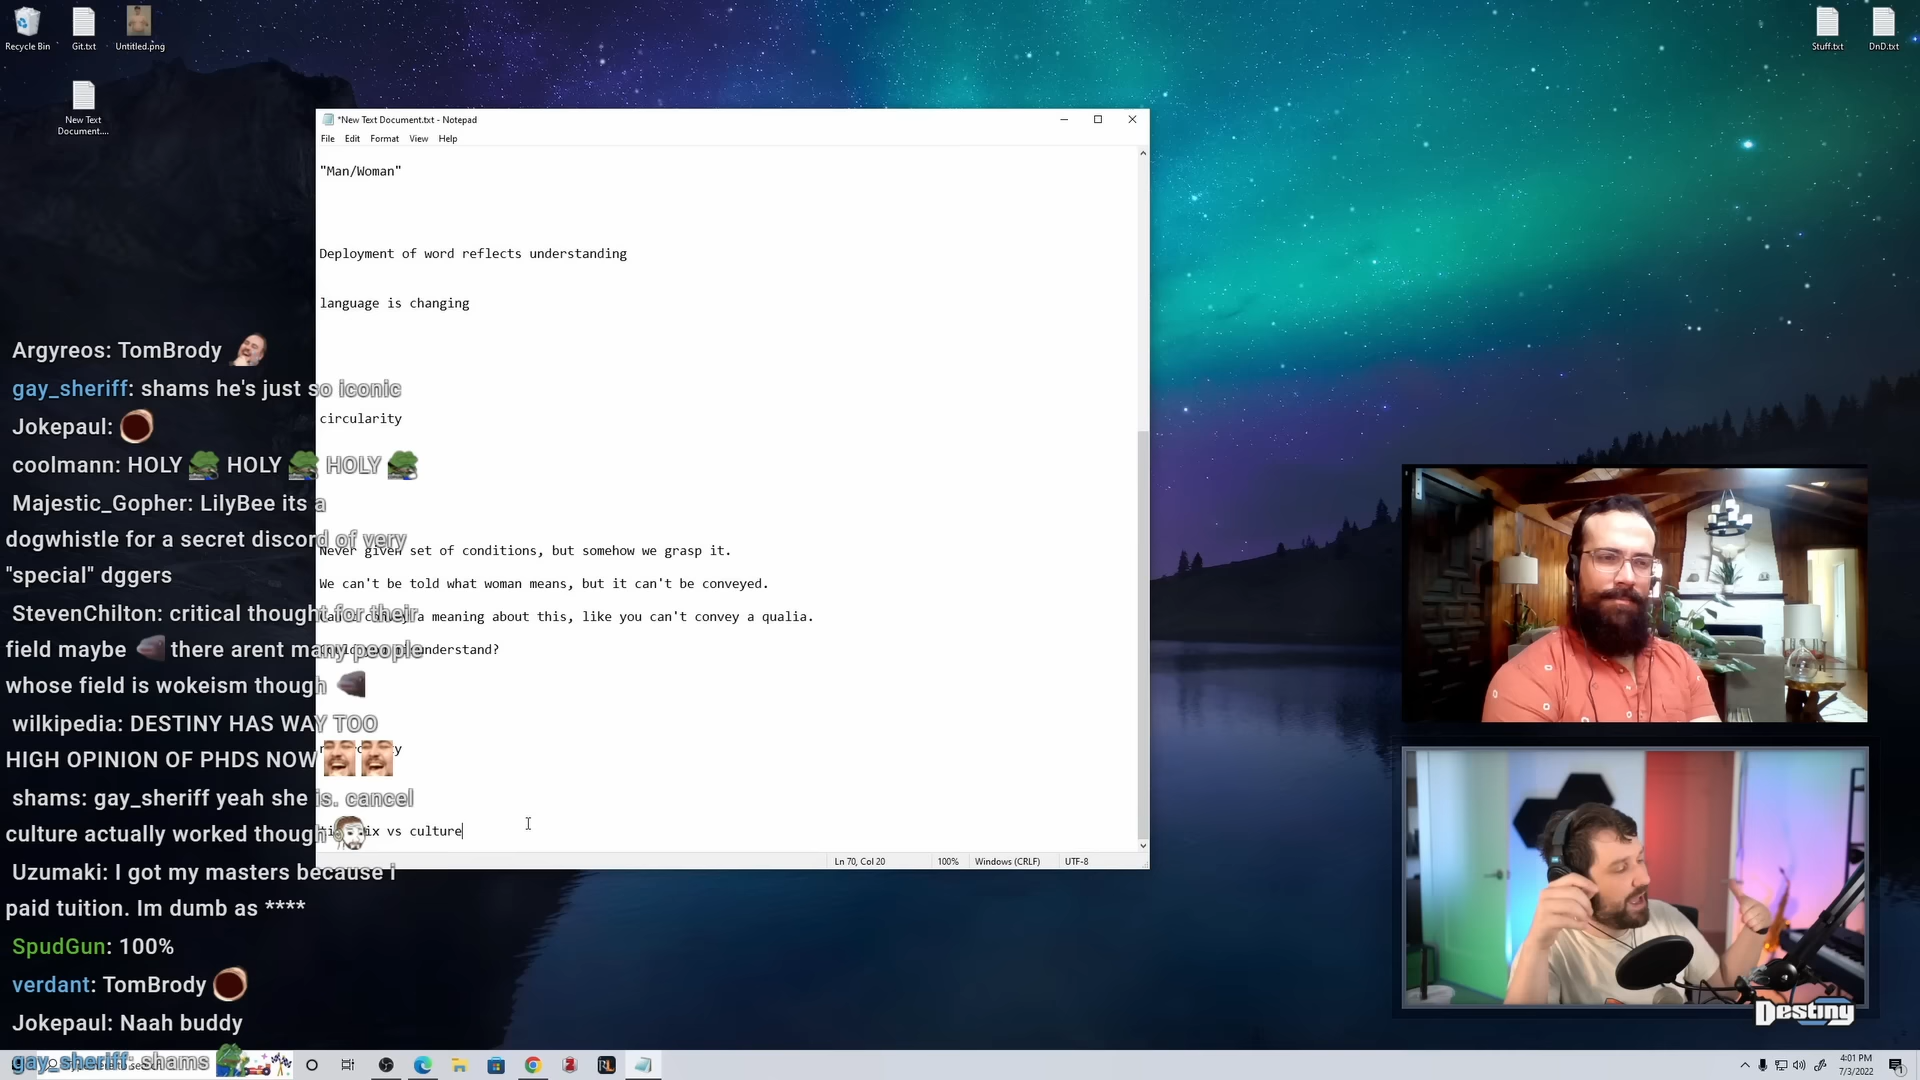 Recycle Bin
Git.txt
Untitled.png
Stuff.txt
DnD.txt
New Text
Document....
*New Text Document.txt - Notepad
File Edit Format View Help
"Man/Woman"
Deployment of word reflects understanding
language is changing
circularity
Never given set of conditions, but somehow we grasp it.
We can't be told what woman means, but it can't be conveyed.
a meaning about this, like you can't convey a qualia.
understand?
vs culture
Ln 70, Col 20
100%
Windows (CRLF)
UTF-8
Argyreos: TomBrody
gay_sheriff: shams he's just so iconic
Jokepaul:
coolmann: HOLY HOLY HOLY
Majestic_Gopher: LilyBee its a
dogwhistle for a secret discord of very
"special" dggers
StevenChilton: critical thought for their
field maybe there arent many people
whose field is wokeism though
wilkipedia: DESTINY HAS WAY TOO
HIGH OPINION OF PHDS NOW
shams: gay_sheriff yeah she is. cancel
culture actually worked though
Uzumaki: I got my masters because i
paid tuition. Im dumb as ****
SpudGun: 100%
verdant: TomBrody
Jokepaul: Naah buddy
gay_sheriff: shams
Destiny
4:01 PM
7/3/2022